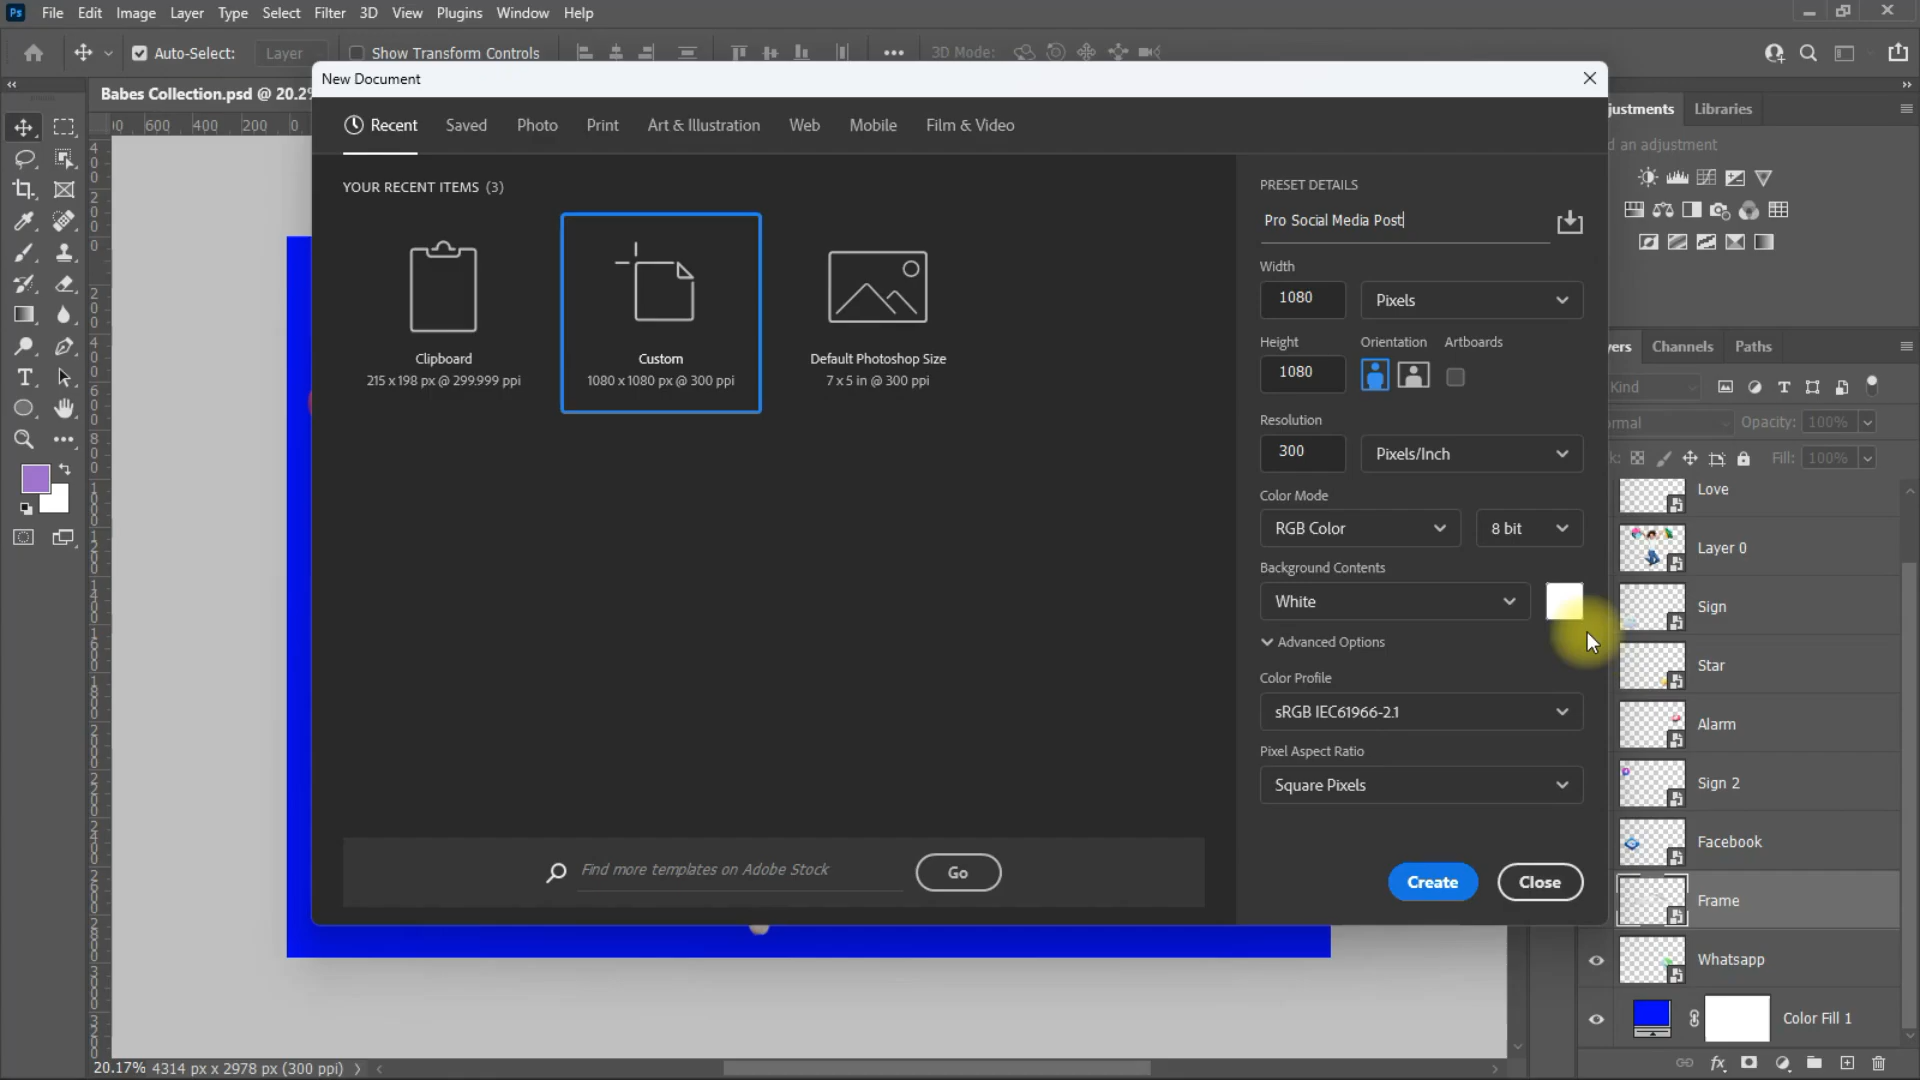 Ps File Edit Image Layer Type Select Filter 3D View Plugins Window Help
Auto-Select: Layer Show Transform Controls 3D Mode:
New Document
Babes Collection.psd @ 20.2%
Recent Saved Photo Print Art & Illustration Web Mobile Film & Video
YOUR RECENT ITEMS (3)
Clipboard
215 x 198 px @ 299.999 ppi
Custom
1080 x 1080 px @ 300 ppi
Default Photoshop Size
7 x 5 in @ 300 ppi
Find more templates on Adobe Stock
Go
PRESET DETAILS
Pro Social Media Post
Width
1080 Pixels
Height Orientation Artboards
1080
Resolution
300 Pixels/Inch
Color Mode
RGB Color 8 bit
Background Contents
White
Advanced Options
Color Profile
sRGB IEC61966-2.1
Pixel Aspect Ratio
Square Pixels
Create Close
justments Libraries
d an adjustment
yers Channels Paths
Kind
rmal Opacity: 100%
k: Fill: 100%
Love
Layer 0
Sign
Star
Alarm
Sign 2
Facebook
Frame
Whatsapp
Color Fill 1
fx
20.17% 4314 px x 2978 px (300 ppi)